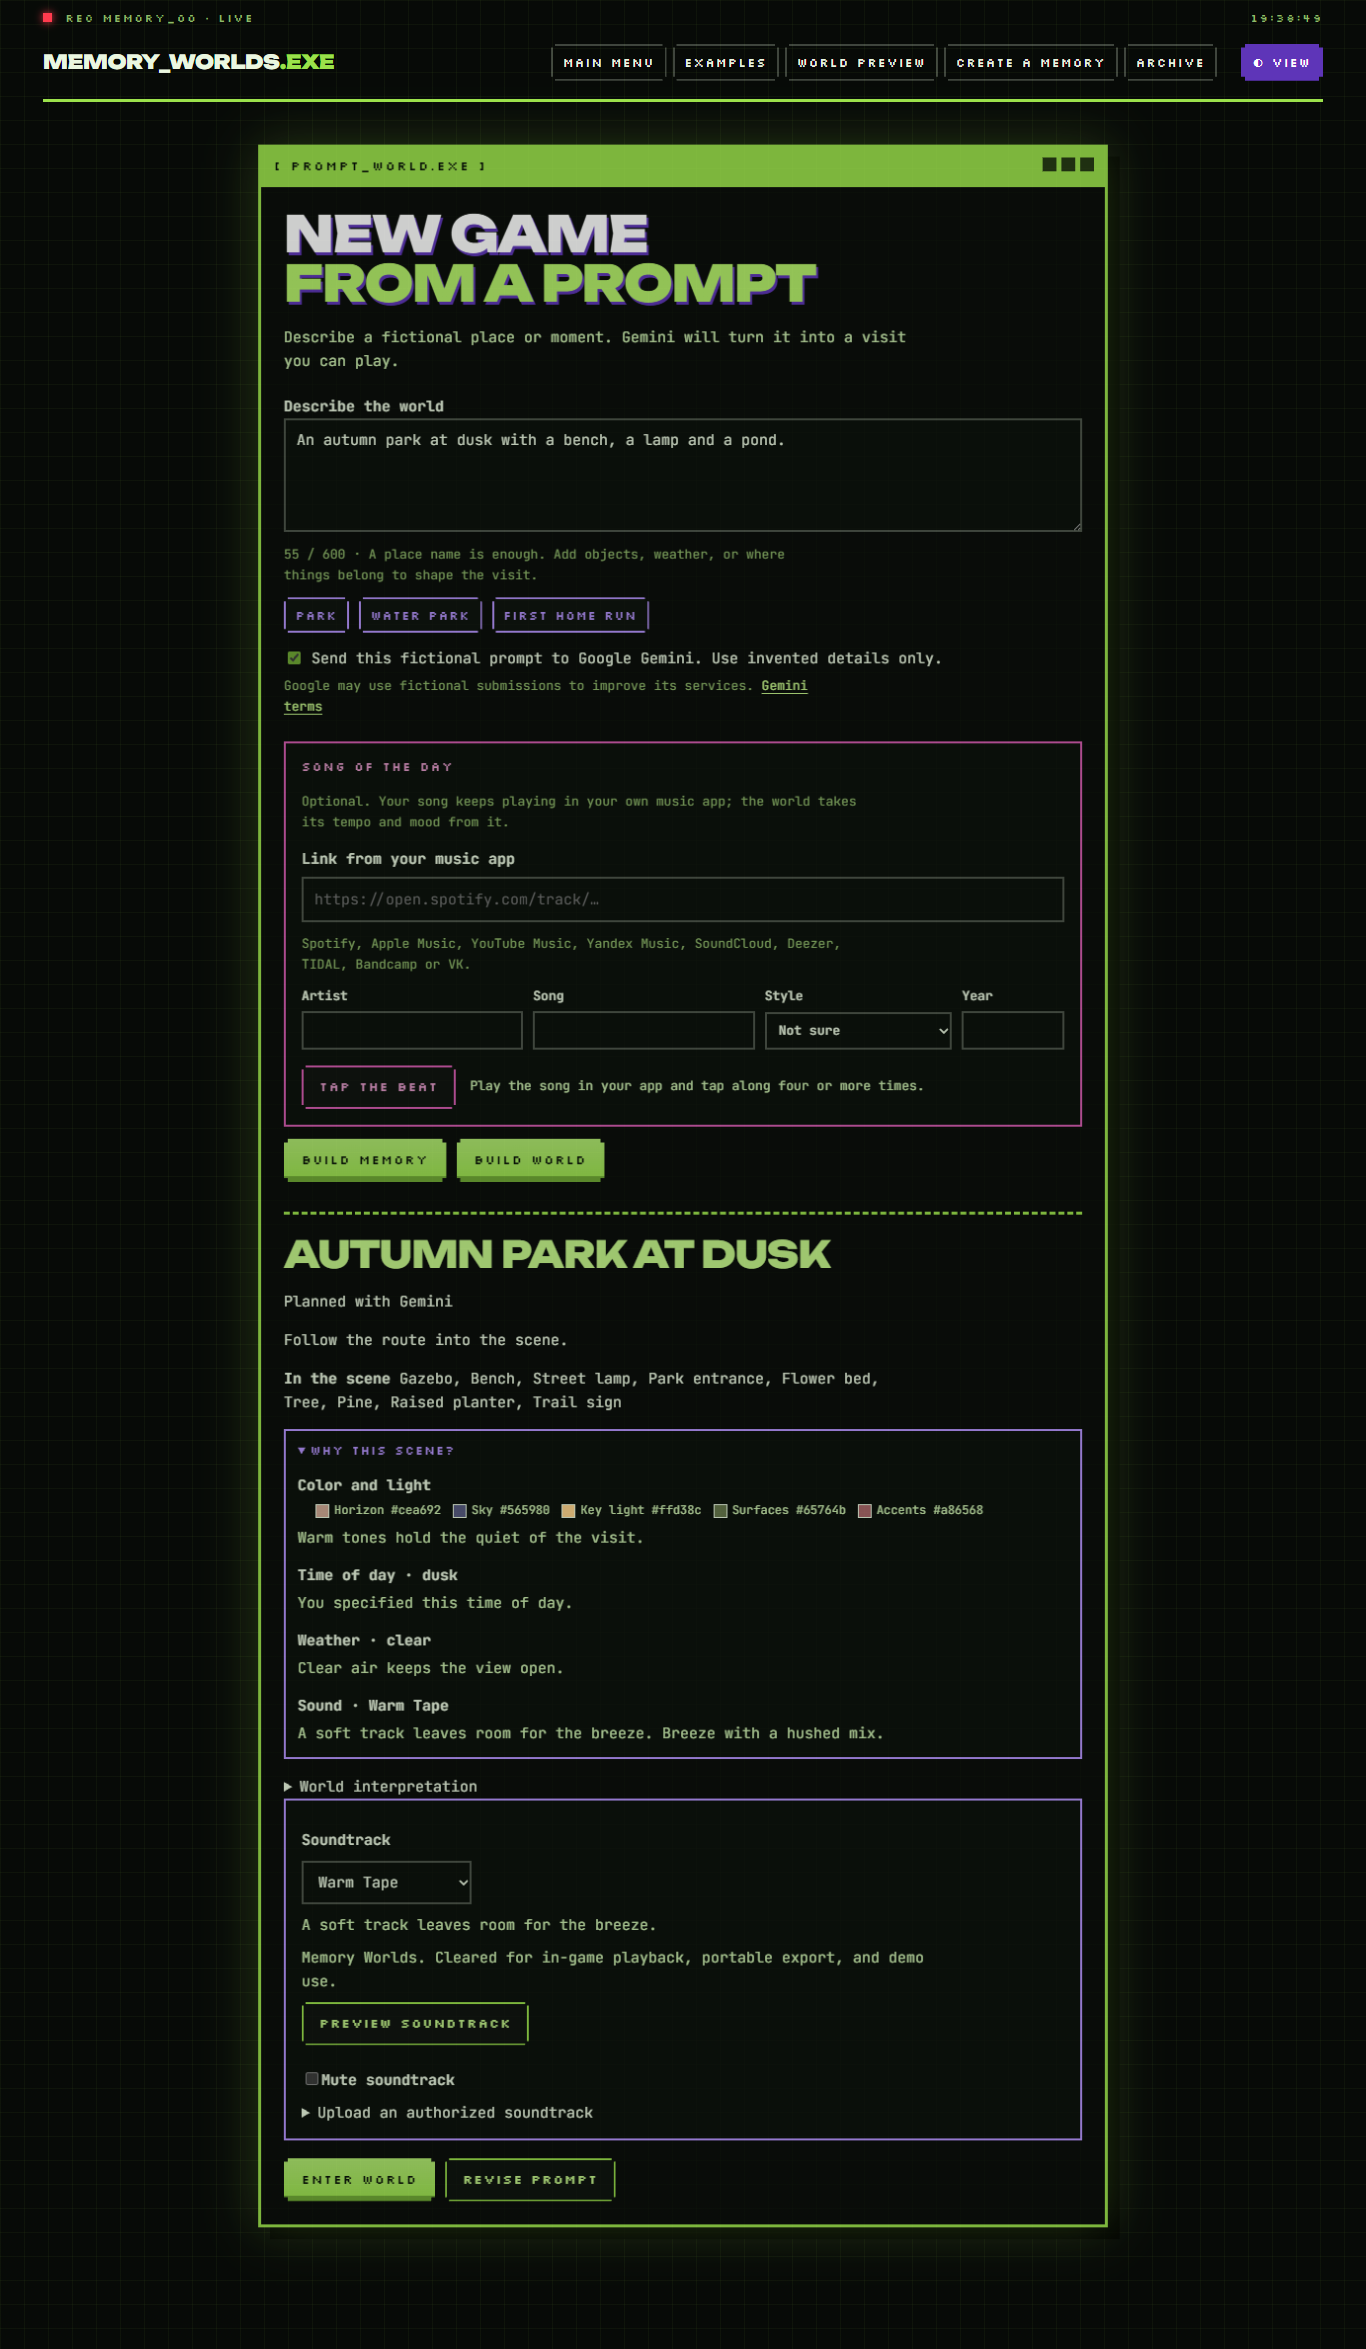 REC MEMORY_00 · LIVE
19:38:49
MEMORY_WORLDS.EXE
MAIN MENU
EXAMPLES
WORLD PREVIEW
CREATE A MEMORY
ARCHIVE
◐ VIEW
[ PROMPT_WORLD.EXE ]
NEW GAME
FROM A PROMPT
Describe a fictional place or moment. Gemini will turn it into a visit
you can play.
Describe the world
An autumn park at dusk with a bench, a lamp and a pond.
55 / 600 · A place name is enough. Add objects, weather, or where
things belong to shape the visit.
PARK
WATER PARK
FIRST HOME RUN
Send this fictional prompt to Google Gemini. Use invented details only.
Google may use fictional submissions to improve its services. Gemini
terms
SONG OF THE DAY
Optional. Your song keeps playing in your own music app; the world takes
its tempo and mood from it.
Link from your music app
https://open.spotify.com/track/…
Spotify, Apple Music, YouTube Music, Yandex Music, SoundCloud, Deezer,
TIDAL, Bandcamp or VK.
Artist
Song
Style
Year
Not sure
TAP THE BEAT
Play the song in your app and tap along four or more times.
BUILD MEMORY
BUILD WORLD
AUTUMN PARK AT DUSK
Planned with Gemini
Follow the route into the scene.
In the scene Gazebo, Bench, Street lamp, Park entrance, Flower bed,
Tree, Pine, Raised planter, Trail sign
▼ WHY THIS SCENE?
Color and light
Horizon #cea692 Sky #565980 Key light #ffd38c Surfaces #65764b Accents #a86568
Warm tones hold the quiet of the visit.
Time of day · dusk
You specified this time of day.
Weather · clear
Clear air keeps the view open.
Sound · Warm Tape
A soft track leaves room for the breeze. Breeze with a hushed mix.
▶ World interpretation
Soundtrack
Warm Tape
A soft track leaves room for the breeze.
Memory Worlds. Cleared for in-game playback, portable export, and demo
use.
PREVIEW SOUNDTRACK
Mute soundtrack
▶ Upload an authorized soundtrack
ENTER WORLD
REVISE PROMPT